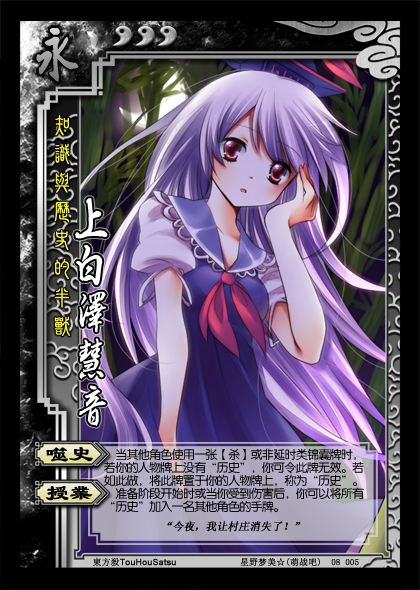 永
知識與歷史的半獸
上白澤慧音
噬史
当其他角色使用一张【杀】或非延时类锦囊牌时,
若你的人物牌上没有“历史”，你可令此牌无效。若
如此做，将此牌置于你的人物牌上，称为“历史”。
授業
准备阶段开始时或当你受到伤害后，你可以将所有
“历史”加入一名其他角色的手牌。
“今夜，我让村庄消失了！”
東方殺TouHouSatsu
星野梦美☆(萌战吧) 08 005